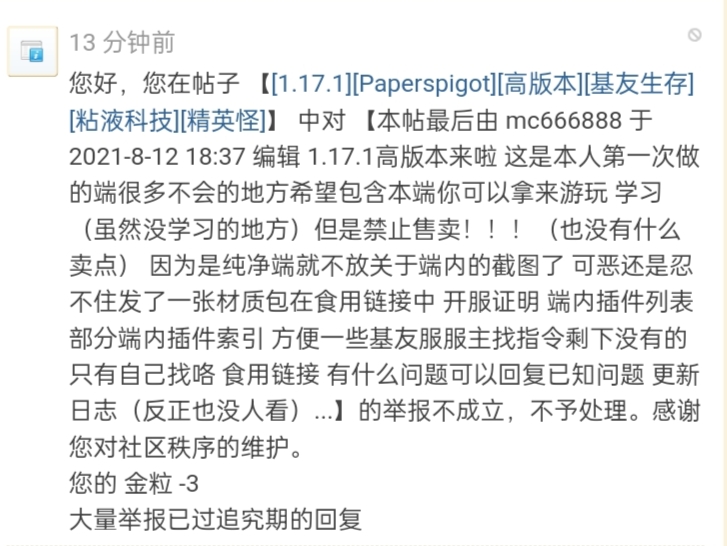 13 分钟前
您好，您在帖子 【[1.17.1][Paperspigot][高版本][基友生存]
[粘液科技][精英怪]】 中对 【本帖最后由 mc666888 于
2021-8-12 18:37 编辑 1.17.1高版本来啦 这是本人第一次做
的端很多不会的地方希望包含本端你可以拿来游玩 学习
（虽然没学习的地方）但是禁止售卖！！！（也没有什么
卖点） 因为是纯净端就不放关于端内的截图了 可恶还是忍
不住发了一张材质包在食用链接中 开服证明 端内插件列表
部分端内插件索引 方便一些基友服服主找指令剩下没有的
只有自己找咯 食用链接 有什么问题可以回复已知问题 更新
日志（反正也没人看）...】的举报不成立，不予处理。感谢
您对社区秩序的维护。
您的 金粒 -3
大量举报已过追究期的回复